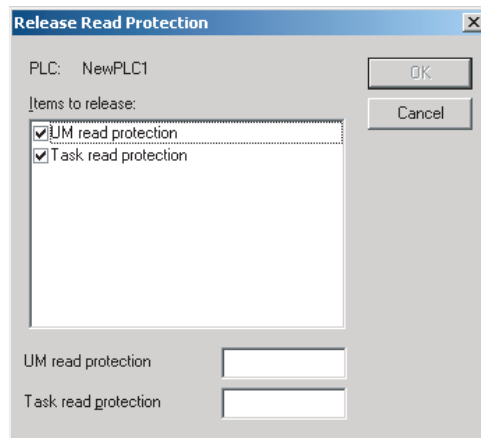 Release Read Protection
PLC: NewPLC1
OK
Items to release:
Cancel
UM read protection
Task read protection
UM read protection
Task read protection